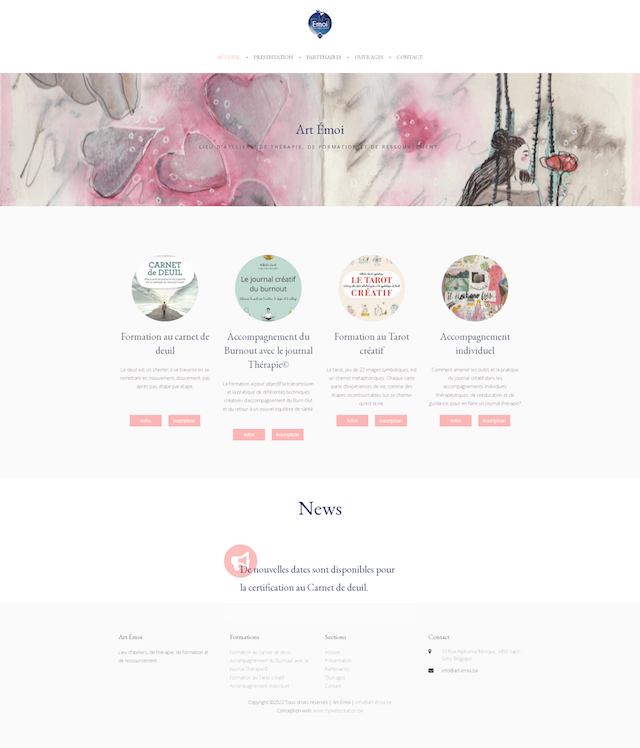 Émoi
ACCUEIL • PRÉSENTATION • PARTENAIRES • OUVRAGES • CONTACT
Art Émoi
LIEU D'ATELIERS, DE THÉRAPIE, DE FORMATION ET DE RESSOURCEMENT
CARNET
de DEUIL
Le journal créatif
du burnout
LE TAROT
CRÉATIF
Formation au carnet de
deuil
Le deuil est un chemin, il se traverse en se
remettant en mouvement, doucement, pas
après pas, étape par étape.
infos
inscription
Accompagnement du
Burnout avec le journal
Thérapie©
La formation a pour objectif la transmission
et la pratique de différentes techniques
créatives d'accompagnement du Burn Out
et du retour à un nouvel équilibre de santé.
infos
inscription
Formation au Tarot
créatif
Le tarot, jeu de 22 images symboliques, est
un chemin métaphoriques. Chaque carte
parle d'expériences de vie, comme des
étapes incontournables sur ce chemin
qu'est la vie.
infos
inscription
Accompagnement
individuel
Comment amener les outils et la pratique
du journal créatif dans les
accompagnements individuels
thérapeutiques, de rééducation et de
guidance, pour en faire un journal thérapie?
infos
inscription
News
De nouvelles dates sont disponibles pour
la certification au Carnet de deuil.
Art Émoi
Lieu d'ateliers, de thérapie, de formation et
de ressourcement.
Formations
Formation au carnet de deuil
Accompagnement du Burnout avec le
journal Thérapie©
Formation au Tarot créatif
Accompagnement individuel
Sections
Accueil
Présentation
Partenaires
Ouvrages
Contact
Contact
info@art-emoi.be
Copyright ©2022 Tous droits réservés | Art Émoi | info@art-emoi.be
Conception web: www.mywebcreation.be